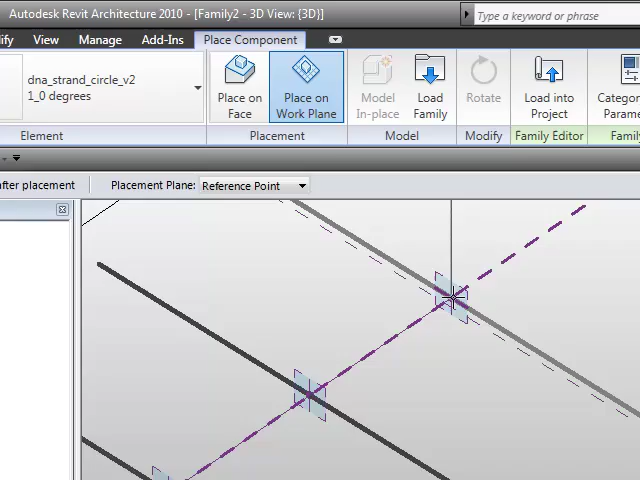 Autodesk Revit Architecture 2010 - [Family2 - 3D View: {3D}]
Type a keyword or phrase
ify View Manage Add-Ins Place Component
dna_strand_circle_v2
1_0 degrees
Place on Face
Place on Work Plane
Model In-place
Load Family
Rotate
Load into Project
Categor
Parame
Element Placement Model Modify Family Editor Family
after placement Placement Plane: Reference Point